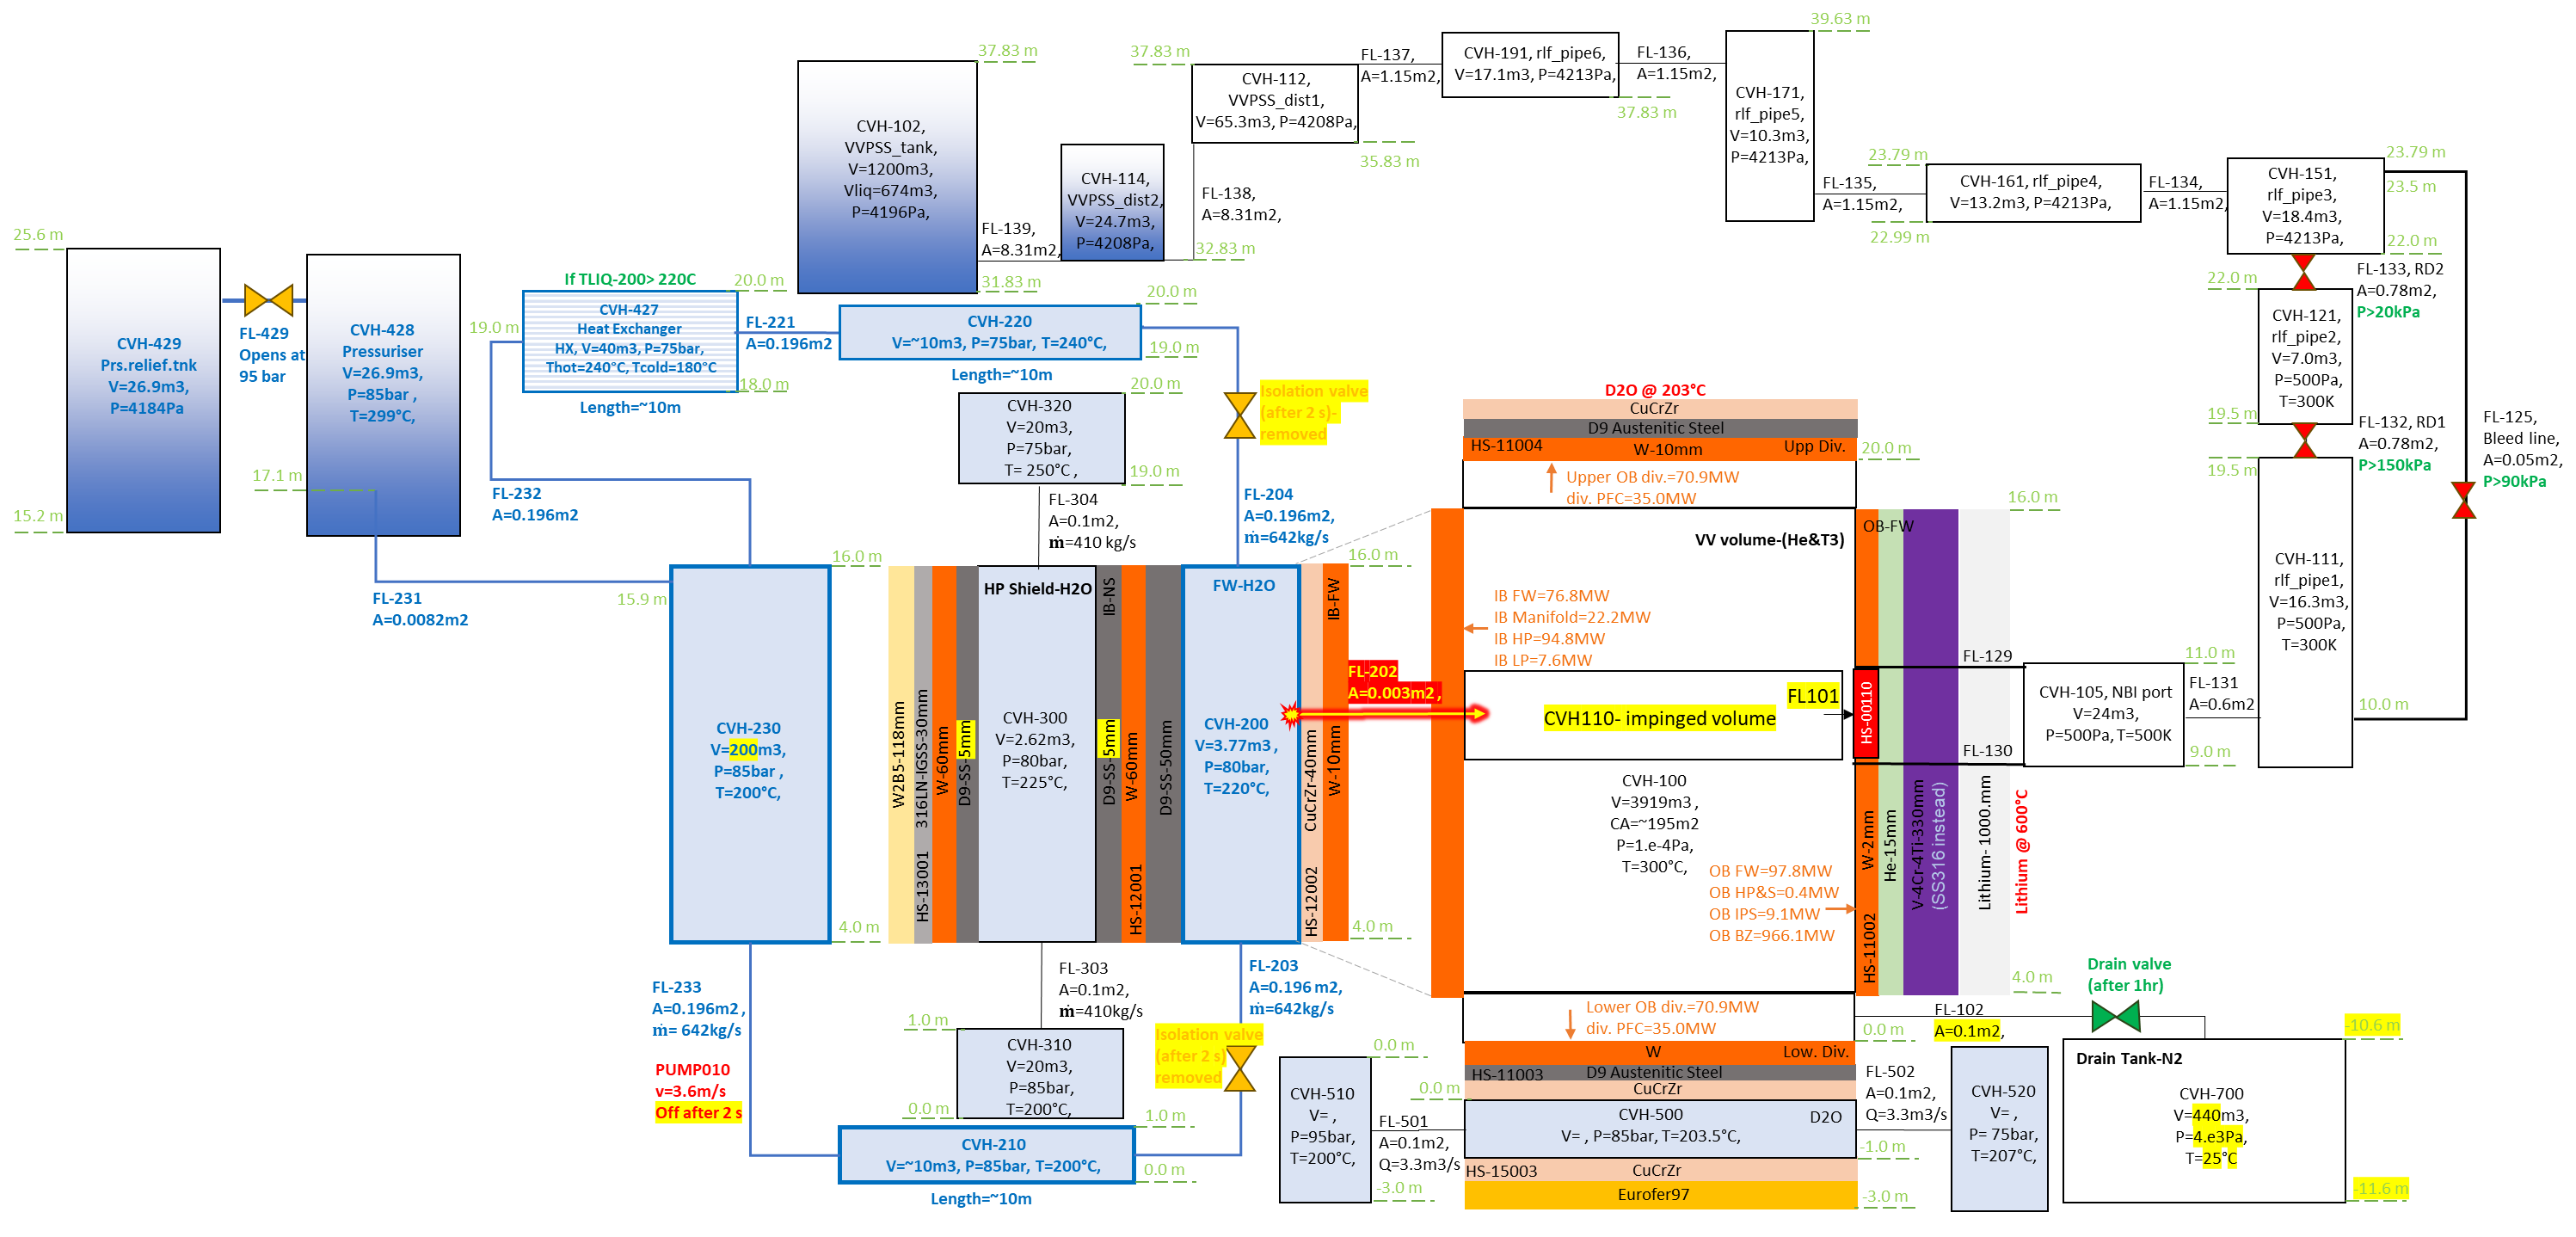 39.63 m
37.83 m
37.83 m
FL-137,
A=1.15m2,
CVH-191, rlf_pipe6,
V=17.1m3, P=4213Pa,
FL-136,
A=1.15m2,
37.83 m
CVH-112,
VVPSS_dist1,
V=65.3m3, P=4208Pa,
35.83 m
CVH-171,
rlf_pipe5,
V=10.3m3,
P=4213Pa,
CVH-102,
VVPSS_tank,
V=1200m3,
Vliq=674m3,
P=4196Pa,
CVH-114,
VVPSS_dist2,
V=24.7m3,
P=4208Pa,
FL-138,
A=8.31m2,
FL-139,
A=8.31m2,
32.83 m
31.83 m
23.79 m
FL-135,
A=1.15m2,
CVH-161, rlf_pipe4,
V=13.2m3, P=4213Pa,
22.99 m
FL-134,
A=1.15m2,
CVH-151,
rlf_pipe3,
V=18.4m3,
P=4213Pa,
23.79 m
23.5 m
22.0 m
22.0 m
FL-133, RD2
A=0.78m2,
P>20kPa
CVH-121,
rlf_pipe2,
V=7.0m3,
P=500Pa,
T=300K
19.5 m
19.5 m
FL-132, RD1
A=0.78m2,
P>150kPa
FL-125,
Bleed line,
A=0.05m2,
P>90kPa
CVH-111,
rlf_pipe1,
V=16.3m3,
P=500Pa,
T=300K
10.0 m
25.6 m
CVH-429
Prs.relief.tnk
V=26.9m3,
P=4184Pa
15.2 m
FL-429
Opens at
95 bar
CVH-428
Pressuriser
V=26.9m3,
P=85bar ,
T=299°C,
17.1 m
If TLIQ-200> 220C
20.0 m
19.0 m
CVH-427
Heat Exchanger
HX, V=40m3, P=75bar,
Thot=240°C, Tcold=180°C
18.0 m
Length=~10m
FL-221
A=0.196m2
20.0 m
CVH-220
V=~10m3, P=75bar, T=240°C,
19.0 m
Length=~10m
Isolation valve
(after 2 s)-
removed
FL-232
A=0.196m2
FL-231
A=0.0082m2
20.0 m
CVH-320
V=20m3,
P=75bar,
T= 250°C ,
19.0 m
FL-304
A=0.1m2,
ṁ=410 kg/s
FL-204
A=0.196m2,
ṁ=642kg/s
16.0 m
15.9 m
CVH-230
V=200m3,
P=85bar ,
T=200°C,
4.0 m
W2B5-118mm
316LN-IGSS-30mm
HS-13001
W-60mm
D9-SS-5mm
HP Shield-H2O
CVH-300
V=2.62m3,
P=80bar,
T=225°C,
IB-NS
D9-SS-5mm
W-60mm
HS-12001
D9-SS-50mm
FW-H2O
CVH-200
V=3.77m3 ,
P=80bar,
T=220°C,
CuCrZr-40mm
HS-12002
IB-FW
W-10mm
16.0 m
4.0 m
FL-202
A=0.003m2 ,
D2O @ 203°C
CuCrZr
D9 Austenitic Steel
HS-11004
W-10mm
Upp Div.
20.0 m
Upper OB div.=70.9MW
div. PFC=35.0MW
VV volume-(He&T3)
IB FW=76.8MW
IB Manifold=22.2MW
IB HP=94.8MW
IB LP=7.6MW
FL101
CVH110- impinged volume
CVH-100
V=3919m3 ,
CA=~195m2
P=1.e-4Pa,
T=300°C,
OB FW=97.8MW
OB HP&S=0.4MW
OB IPS=9.1MW
OB BZ=966.1MW
OB-FW
HS-00110
W-2mm
HS-11002
He-15mm
V-4Cr-4Ti-330mm
(SS316 instead)
Lithium- 1000.mm
Lithium @ 600°C
16.0 m
4.0 m
FL-129
FL-130
CVH-105, NBI port
V=24m3,
P=500Pa, T=500K
11.0 m
9.0 m
FL-131
A=0.6m2
Lower OB div.=70.9MW
div. PFC=35.0MW
W
Low. Div.
HS-11003
D9 Austenitic Steel
CuCrZr
CVH-500
D2O
V= , P=85bar, T=203.5°C,
HS-15003
CuCrZr
Eurofer97
0.0 m
0.0 m
-1.0 m
-3.0 m
FL-102
A=0.1m2,
Drain valve
(after 1hr)
FL-502
A=0.1m2,
Q=3.3m3/s
CVH-520
V= ,
P= 75bar,
T=207°C,
-10.6 m
Drain Tank-N2
CVH-700
V=440m3,
P=4.e3Pa,
T=25°C
-11.6 m
FL-233
A=0.196m2 ,
ṁ= 642kg/s
PUMP010
v=3.6m/s
Off after 2 s
FL-303
A=0.1m2,
ṁ=410kg/s
1.0 m
CVH-310
V=20m3,
P=85bar,
T=200°C,
0.0 m
FL-203
A=0.196 m2,
ṁ=642kg/s
Isolation valve
(after 2 s)
removed
1.0 m
CVH-210
V=~10m3, P=85bar, T=200°C,
0.0 m
Length=~10m
0.0 m
CVH-510
V= ,
P=95bar,
T=200°C,
-3.0 m
FL-501
A=0.1m2,
Q=3.3m3/s